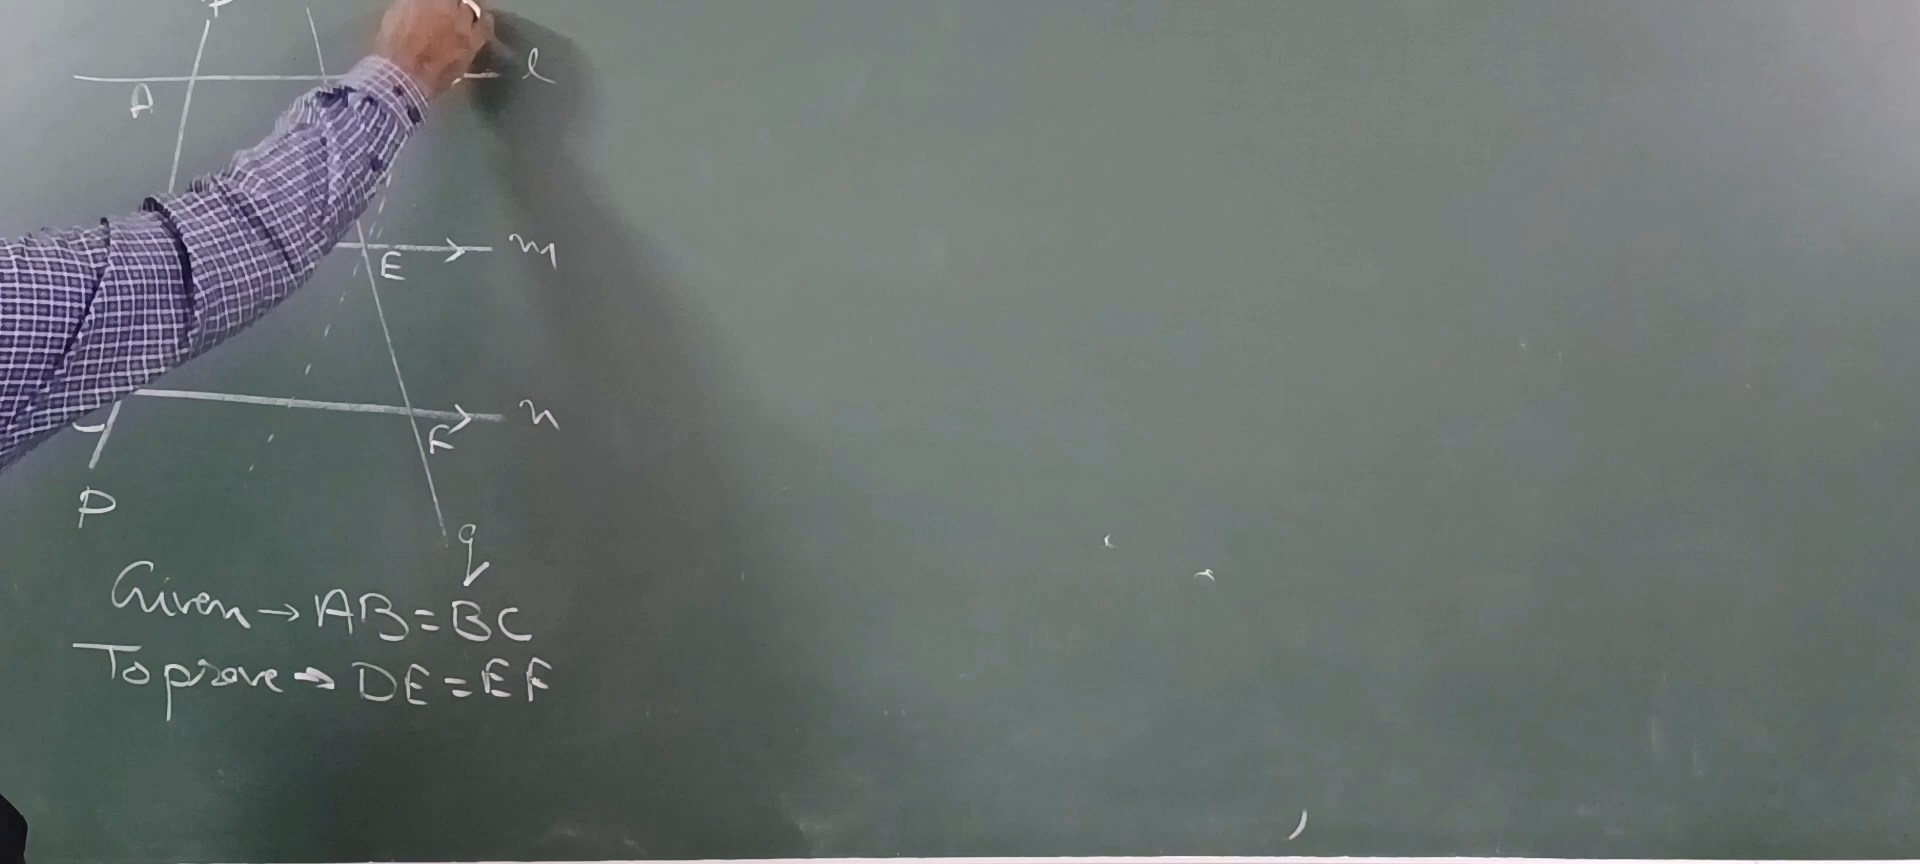 l
A
m
E
n
F
p
q
Given → AB = BC
To prove → DE = EF